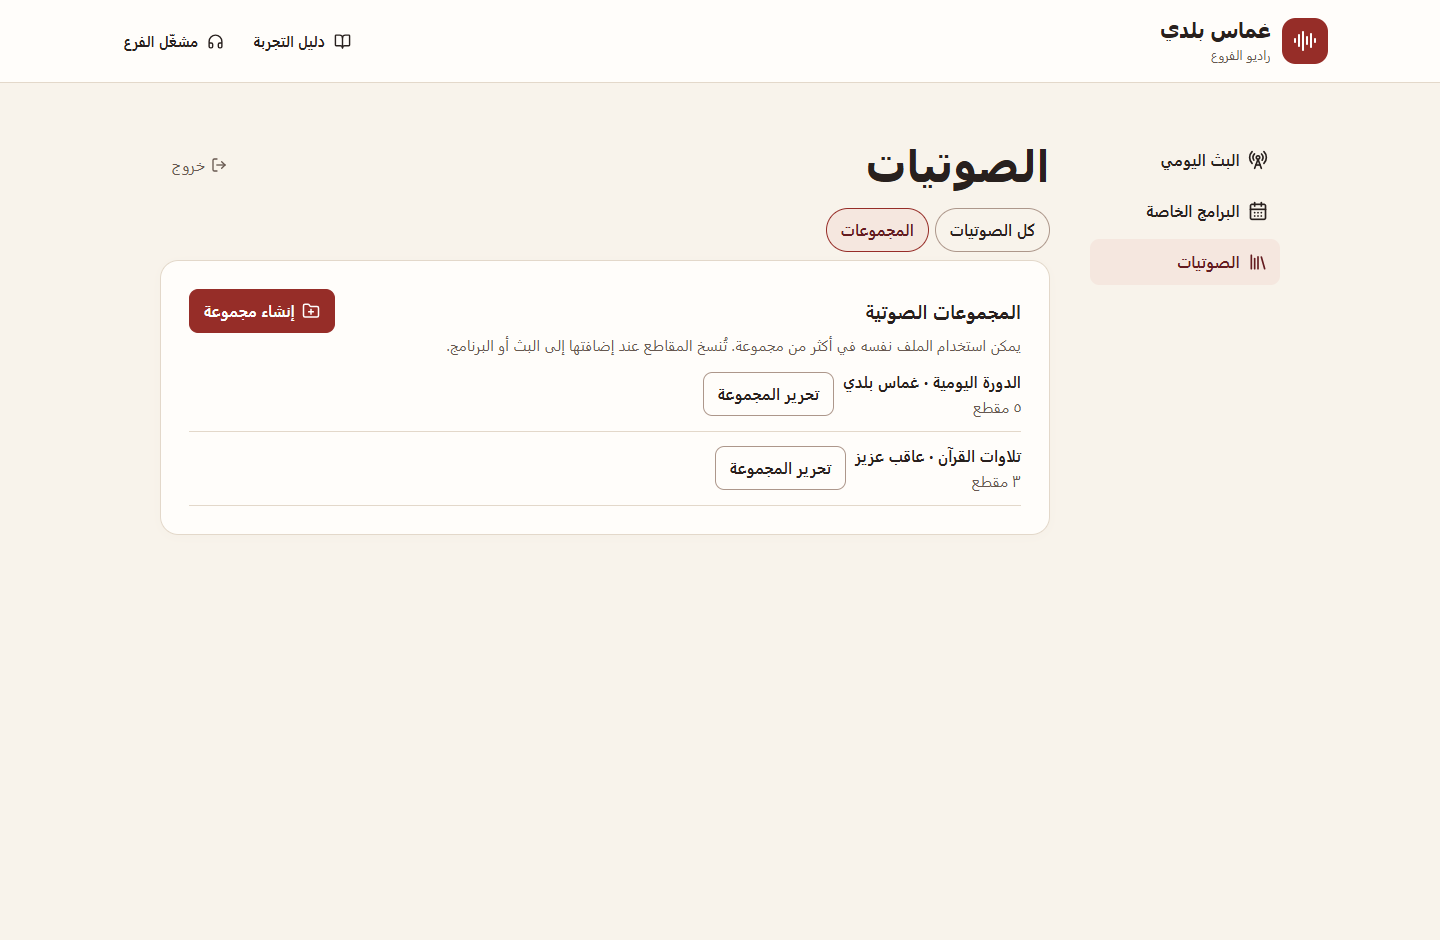 غماس بلدي
راديو الفروع
دليل التجربة
مشغّل الفرع
البث اليومي
البرامج الخاصة
الصوتيات
الصوتيات
خروج
كل الصوتيات
المجموعات
المجموعات الصوتية
إنشاء مجموعة
يمكن استخدام الملف نفسه في أكثر من مجموعة. تُنسخ المقاطع عند إضافتها إلى البث أو البرنامج.
الدورة اليومية · غماس بلدي
٥ مقطع
تحرير المجموعة
تلاوات القرآن · عاقب عزيز
٣ مقطع
تحرير المجموعة